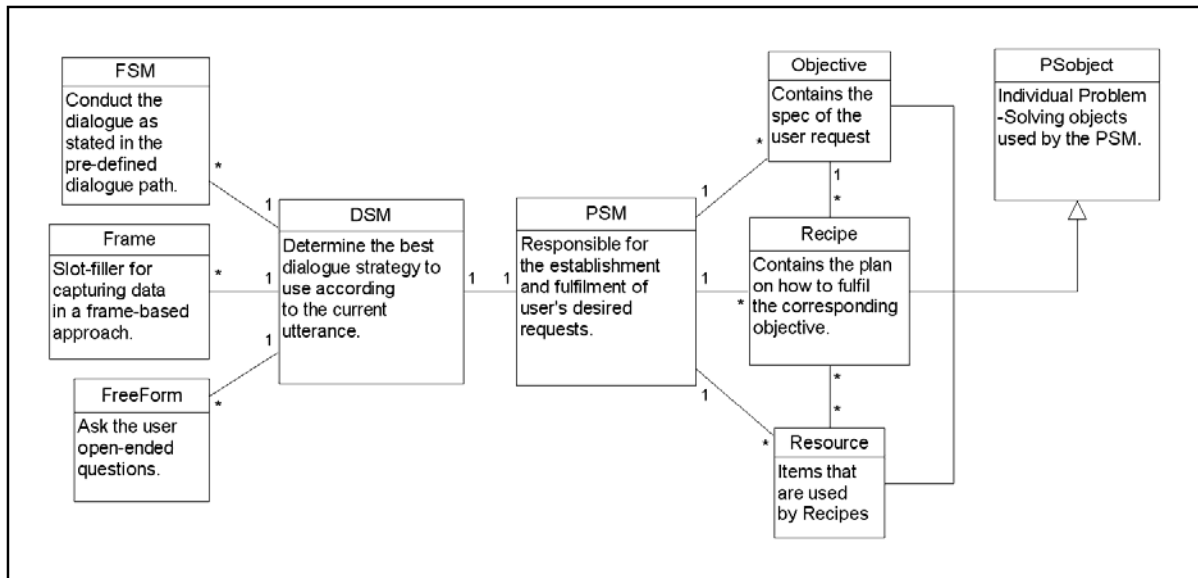 FSM
Conduct the
dialogue as
stated in the
pre-defined
dialogue path.
*
1
Frame
Slot-filler for
capturing data
in a frame-based
approach.
*
1
FreeForm
Ask the user
open-ended
questions.
*
1
DSM
Determine the best
dialogue strategy to
use according
to the current
utterance.
1
1
PSM
Responsible for
the establishment
and fulfilment of
user's desired
requests.
1
*
1
*
1
*
Objective
Contains the
spec of the
user request
1
*
Recipe
Contains the plan
on how to fulfil
the corresponding
objective.
*
*
Resource
Items that
are used
by Recipes
PSobject
Individual Problem
-Solving objects
used by the PSM.